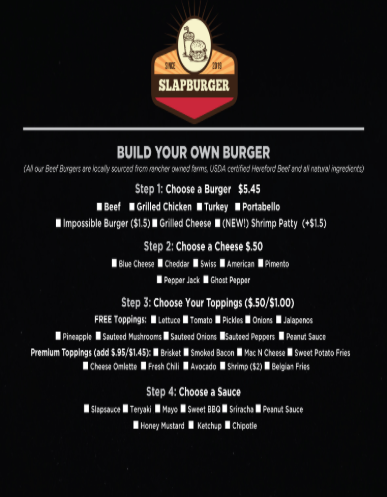 SINCE 2010
SLAPBURGER
BUILD YOUR OWN BURGER
(All our Beef Burgers are locally sourced from rancher owned farms, USDA certified Hereford Beef and all natural ingredients)
Step 1: Choose a Burger $5.45
Beef Grilled Chicken Turkey Portabello
Impossible Burger ($1.5) Grilled Cheese (NEW!) Shrimp Patty (+$1.5)
Step 2: Choose a Cheese $.50
Blue Cheese Cheddar Swiss American Pimento
Pepper Jack Ghost Pepper
Step 3: Choose Your Toppings ($.50/$1.00)
FREE Toppings: Lettuce Tomato Pickles Onions Jalapenos
Pineapple Sauteed Mushrooms Sauteed Onions Sauteed Peppers Peanut Sauce
Premium Toppings (add $.95/$1.45): Brisket Smoked Bacon Mac N Cheese Sweet Potato Fries
Cheese Omlette Fresh Chili Avocado Shrimp ($2) Belgian Fries
Step 4: Choose a Sauce
Slapsauce Teryaki Mayo Sweet BBQ Sriracha Peanut Sauce
Honey Mustard Ketchup Chipotle